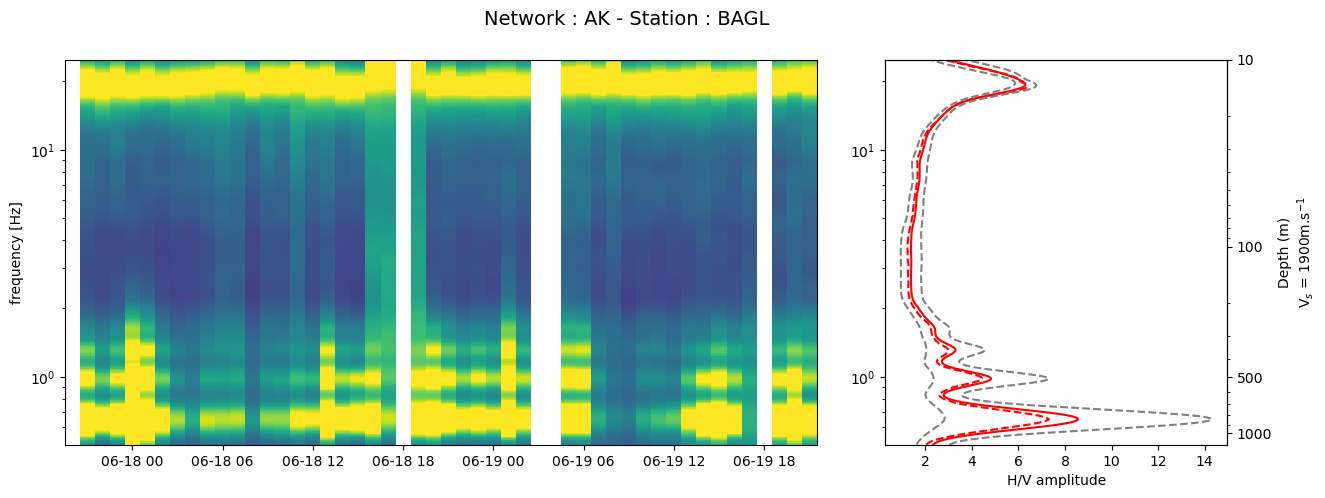 Network : AK - Station : BAGL
frequency [Hz]
10¹
10⁰
06-18 00 06-18 06 06-18 12 06-18 18 06-19 00 06-19 06 06-19 12 06-19 18
10¹
10⁰
2 4 6 8 10 12 14
H/V amplitude
10
100
500
1000
Depth (m)
Vₛ = 1900m.s⁻¹